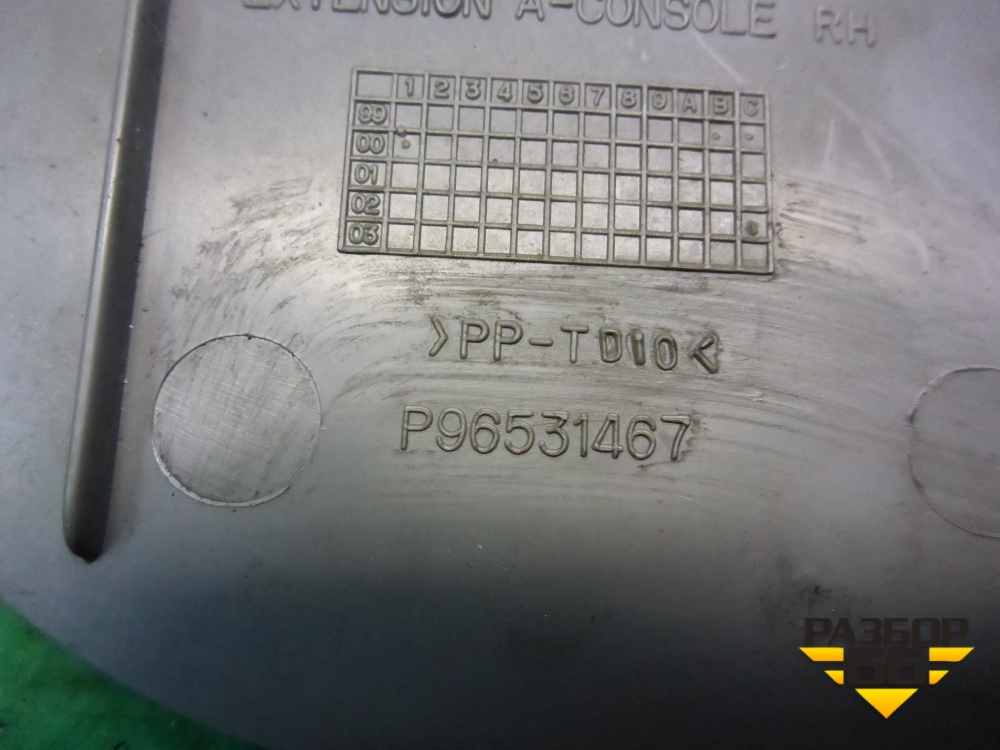 EXTENSION A-CONSOLE RH
1 2 3 4 5 6 7 8 9 A B C
99
00
01
02
03
>PP-TD10<
P96531467
РАЗБОР
66